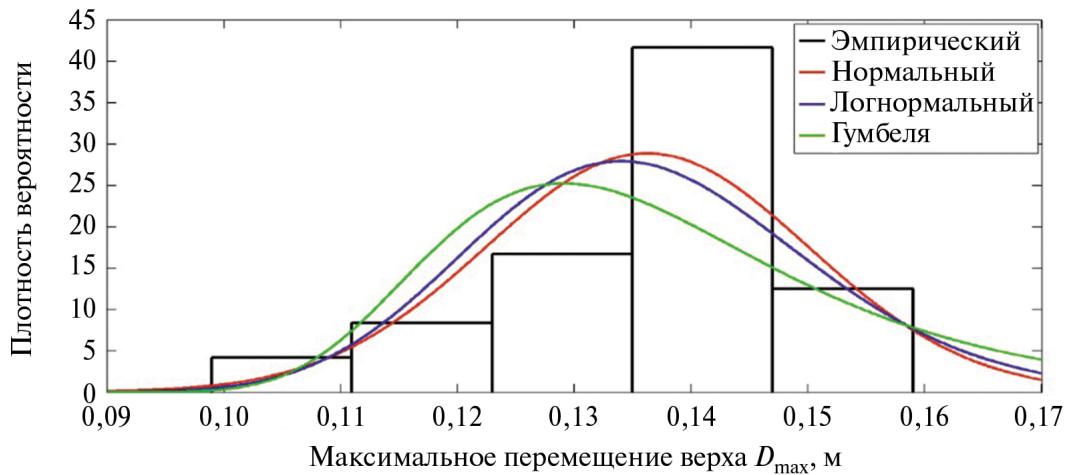 Плотность вероятности
45
40
35
30
25
20
15
10
5
0
Эмпирический
Нормальный
Логнормальный
Гумбеля
0,09 0,10 0,11 0,12 0,13 0,14 0,15 0,16 0,17
Максимальное перемещение верха Dmax, м